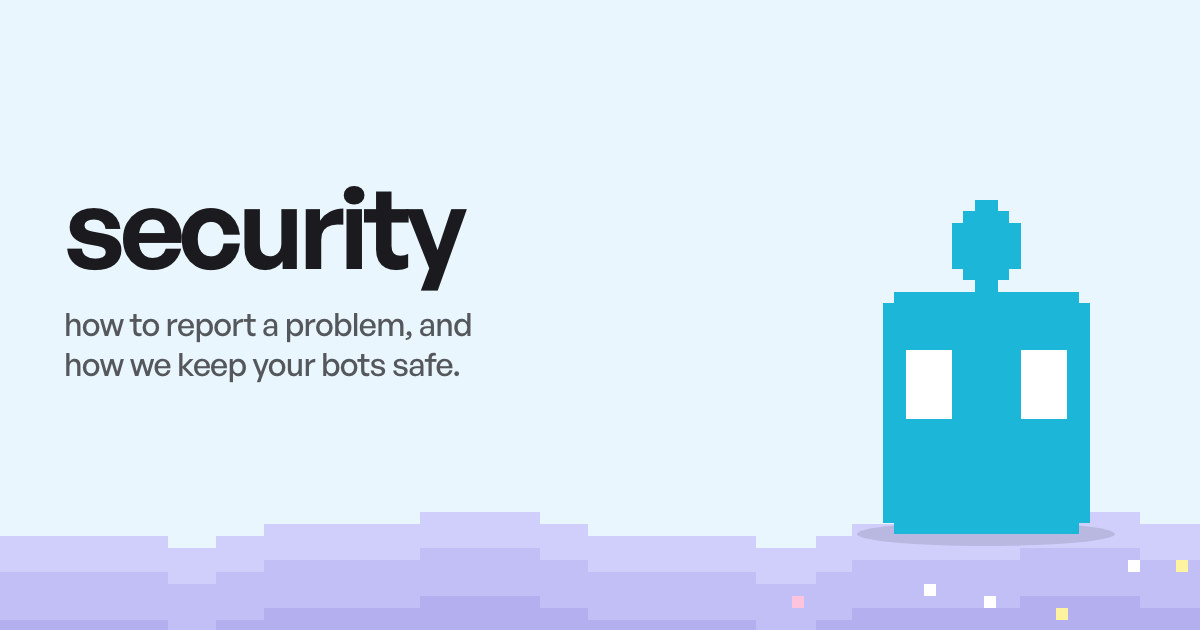 security
how to report a problem, and
how we keep your bots safe.